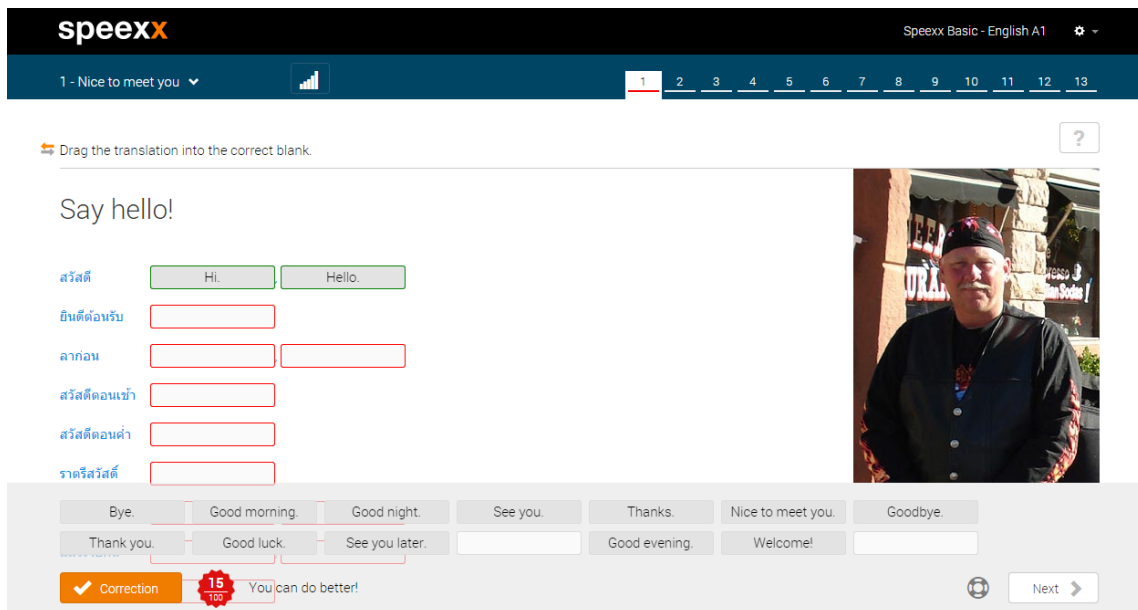 speexx
Speexx Basic - English A1
1 - Nice to meet you
1 2 3 4 5 6 7 8 9 10 11 12 13
Drag the translation into the correct blank.
?
Say hello!
สวัสดี Hi. , Hello.
ยินดีต้อนรับ
ลาก่อน ,
สวัสดีตอนเช้า
สวัสดีตอนค่ำ
ราตรีสวัสดิ์
Bye. Good morning. Good night. See you. Thanks. Nice to meet you. Goodbye.
Thank you. Good luck. See you later. Good evening. Welcome!
Correction 15/100 You can do better! Next